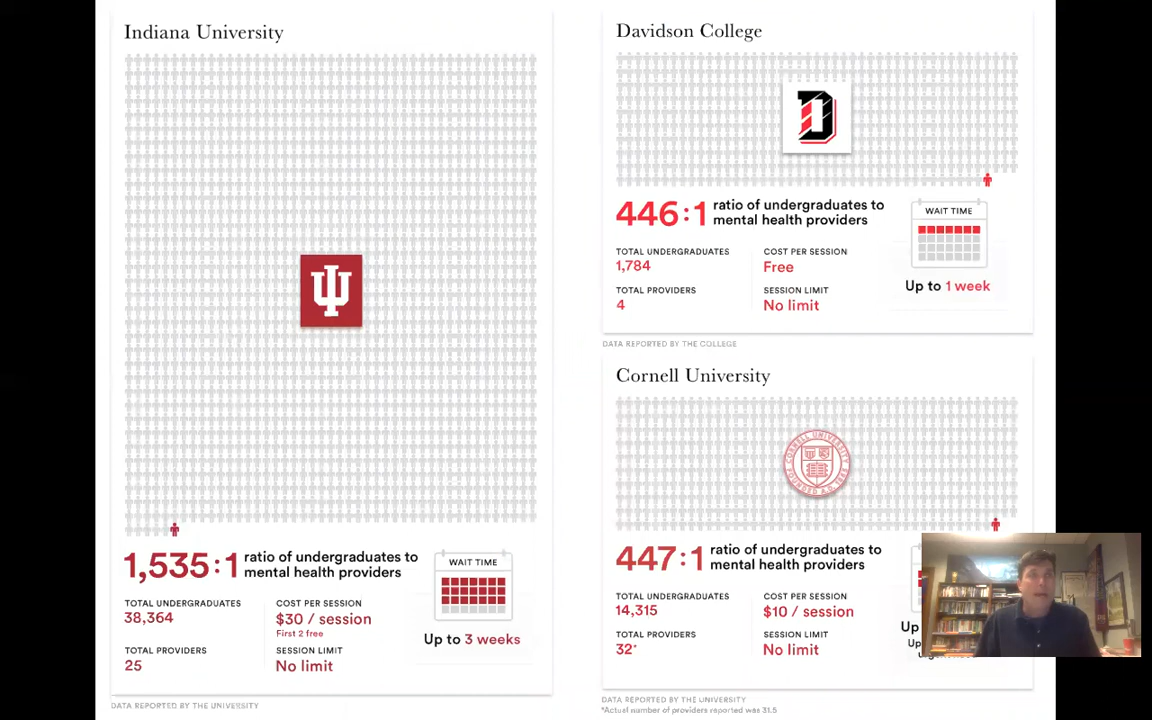 Indiana University
1,535:1
ratio of undergraduates to
mental health providers
TOTAL UNDERGRADUATES
38,364
COST PER SESSION
$30 / session
First 2 free
TOTAL PROVIDERS
25
SESSION LIMIT
No limit
WAIT TIME
Up to 3 weeks
DATA REPORTED BY THE UNIVERSITY
Davidson College
D
446:1
ratio of undergraduates to
mental health providers
TOTAL UNDERGRADUATES
1,784
COST PER SESSION
Free
TOTAL PROVIDERS
4
SESSION LIMIT
No limit
WAIT TIME
Up to 1 week
DATA REPORTED BY THE COLLEGE
Cornell University
CORNELL UNIVERSITY
FOUNDED A.D. 1865
447:1
ratio of undergraduates to
mental health providers
TOTAL UNDERGRADUATES
14,315
COST PER SESSION
$10 / session
TOTAL PROVIDERS
32*
SESSION LIMIT
No limit
Up
DATA REPORTED BY THE UNIVERSITY
*Actual number of providers reported was 31.5